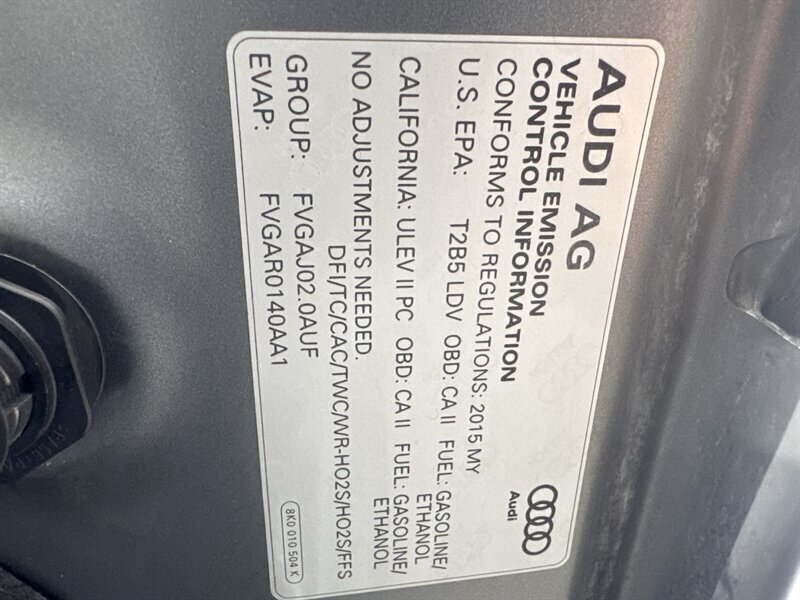 AUDI AG
VEHICLE EMISSION
CONTROL INFORMATION
CONFORMS TO REGULATIONS: 2015 MY
U.S. EPA: T2B5 LDV OBD: CA II FUEL: GASOLINE/
ETHANOL
CALIFORNIA: ULEV II PC OBD: CA II FUEL: GASOLINE/
ETHANOL
NO ADJUSTMENTS NEEDED.
DFI/TC/CAC/TWC/WR-HO2S/HO2S/FFS
GROUP: FVGAJ02.0AUF
EVAP: FVGAR0140AA1
Audi
8K0 010 504 K